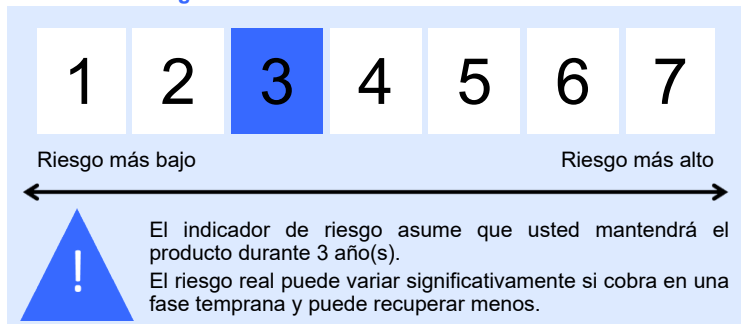 1 2 3 4 5 6 7
Riesgo más bajo Riesgo más alto
! El indicador de riesgo asume que usted mantendrá el
producto durante 3 año(s).
El riesgo real puede variar significativamente si cobra en una
fase temprana y puede recuperar menos.